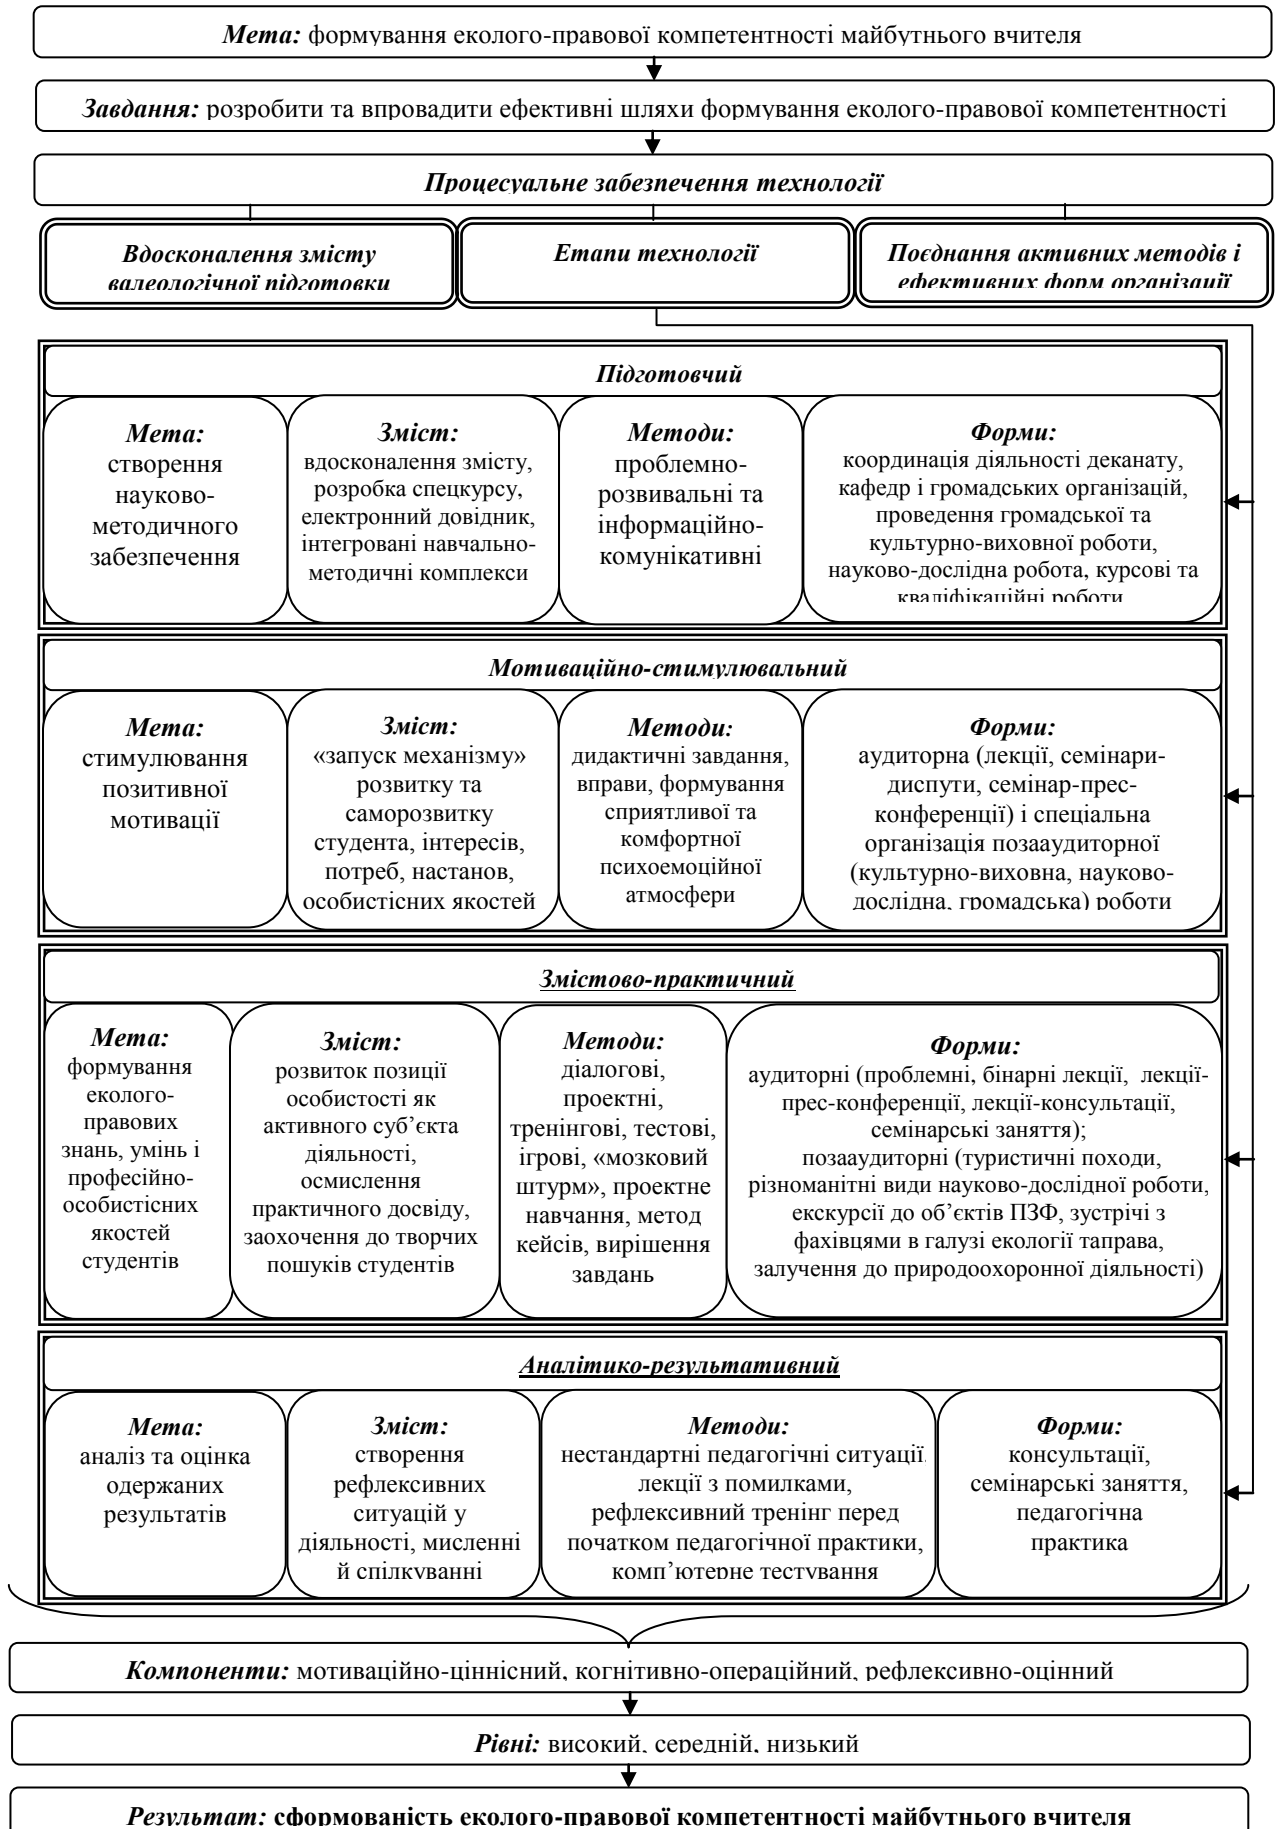 Мета: формування еколого-правової компетентності майбутнього вчителя
Завдання: розробити та впровадити ефективні шляхи формування еколого-правової компетентності
Процесуальне забезпечення технології
Вдосконалення змісту
валеологічної підготовки
Етапи технології
Поєднання активних методів і
ефективних форм організації
Підготовчий
Мета:
створення
науково-
методичного
забезпечення
Зміст:
вдосконалення змісту,
розробка спецкурсу,
електронний довідник,
інтегровані навчально-
методичні комплекси
Методи:
проблемно-
розвивальні та
інформаційно-
комунікативні
Форми:
координація діяльності деканату,
кафедр і громадських організацій,
проведення громадської та
культурно-виховної роботи,
науково-дослідна робота, курсові та
кваліфікаційні роботи
Мотиваційно-стимулювальний
Мета:
стимулювання
позитивної
мотивації
Зміст:
«запуск механізму»
розвитку та
саморозвитку
студента, інтересів,
потреб, настанов,
особистісних якостей
Методи:
дидактичні завдання,
вправи, формування
сприятливої та
комфортної
психоемоційної
атмосфери
Форми:
аудиторна (лекції, семінари-
диспути, семінар-прес-
конференції) і спеціальна
організація позааудиторної
(культурно-виховна, науково-
дослідна, громадська) роботи
Змістово-практичний
Мета:
формування
еколого-
правових
знань, умінь і
професійно-
особистісних
якостей
студентів
Зміст:
розвиток позиції
особистості як
активного суб’єкта
діяльності,
осмислення
практичного досвіду,
заохочення до творчих
пошуків студентів
Методи:
діалогові,
проектні,
тренінгові, тестові,
ігрові, «мозковий
штурм», проектне
навчання, метод
кейсів, вирішення
завдань
Форми:
аудиторні (проблемні, бінарні лекції, лекції-
прес-конференції, лекції-консультації,
семінарські заняття);
позааудиторні (туристичні походи,
різноманітні види науково-дослідної роботи,
екскурсії до об’єктів ПЗФ, зустрічі з
фахівцями в галузі екології таправа,
залучення до природоохоронної діяльності)
Аналітико-результативний
Мета:
аналіз та оцінка
одержаних
результатів
Зміст:
створення
рефлексивних
ситуацій у
діяльності, мисленні
й спілкуванні
Методи:
нестандартні педагогічні ситуації,
лекції з помилками,
рефлексивний тренінг перед
початком педагогічної практики,
комп’ютерне тестування
Форми:
консультації,
семінарські заняття,
педагогічна
практика
Компоненти: мотиваційно-ціннісний, когнітивно-операційний, рефлексивно-оцінний
Рівні: високий, середній, низький
Результат: сформованість еколого-правової компетентності майбутнього вчителя